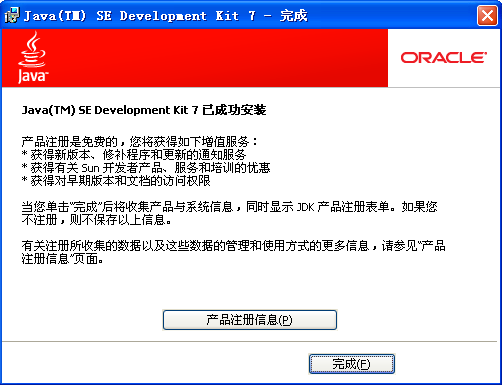 Java(TM) SE Development Kit 7 - 完成
Java™
ORACLE®
Java(TM) SE Development Kit 7 已成功安装
产品注册是免费的，您将获得如下增值服务：
* 获得新版本、修补程序和更新的通知服务
* 获得有关 Sun 开发者产品、服务和培训的优惠
* 获得对早期版本和文档的访问权限
当您单击“完成”后将收集产品与系统信息，同时显示 JDK 产品注册表单。如果您
不注册，则不保存以上信息。
有关注册所收集的数据以及这些数据的管理和使用方式的更多信息，请参见“产品
注册信息”页面。
产品注册信息(P)
完成(F)